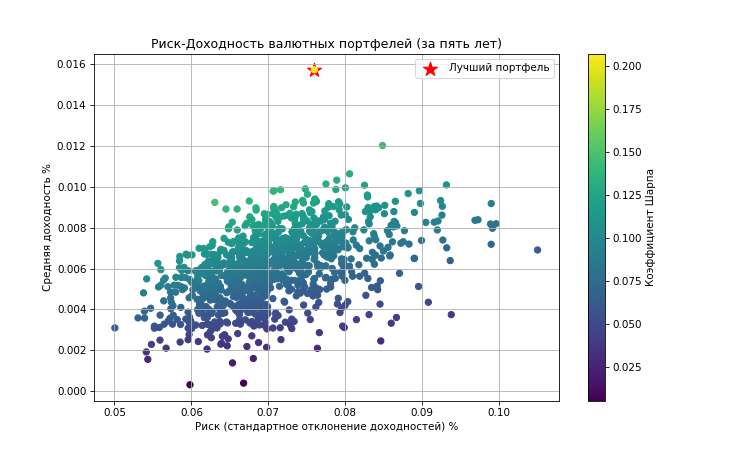 Риск-Доходность валютных портфелей (за пять лет)
Лучший портфель
Средняя доходность %
0.016
0.014
0.012
0.010
0.008
0.006
0.004
0.002
0.000
0.05 0.06 0.07 0.08 0.09 0.10
Риск (стандартное отклонение доходностей) %
0.200
0.175
0.150
0.125
0.100
0.075
0.050
0.025
Коэффициент Шарпа